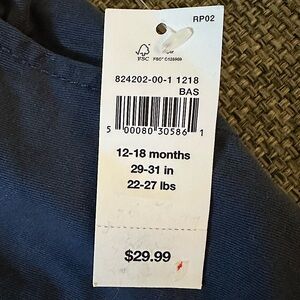 RP02
FSC
FSC® C125969
824202-00-1 1218
BAS
5 00080 30586 1
12-18 months
29-31 in
22-27 lbs
$29.99